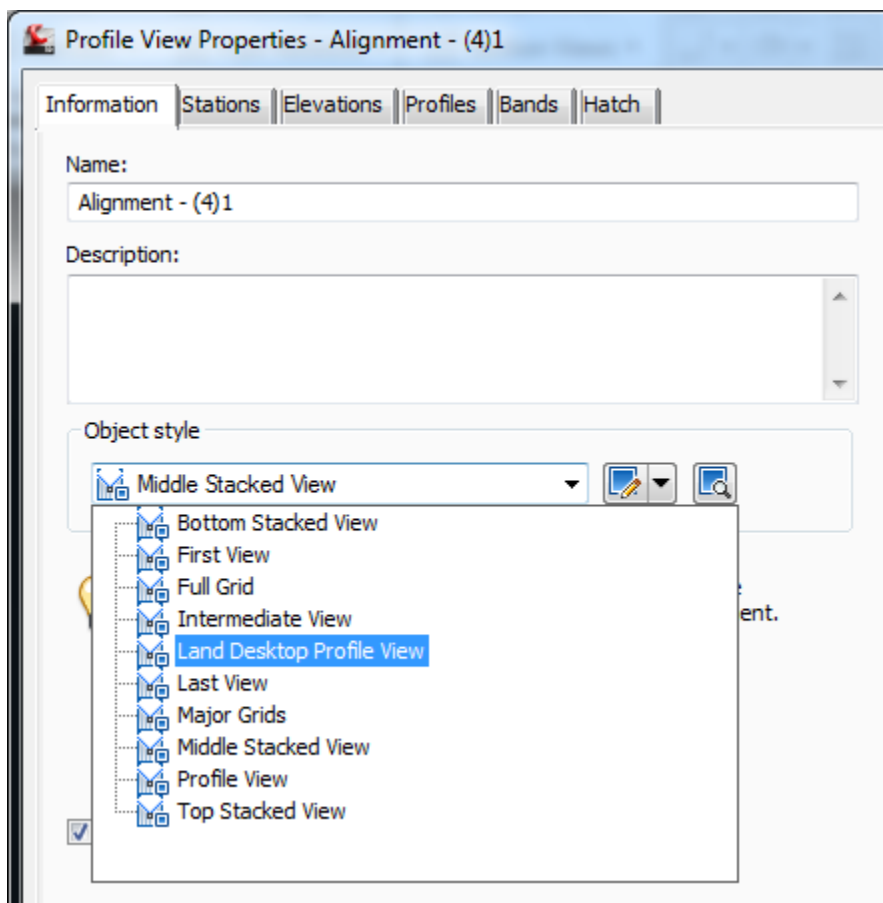 Profile View Properties - Alignment - (4)1
Information Stations Elevations Profiles Bands Hatch
Name:
Alignment - (4)1
Description:
Object style
Middle Stacked View
Bottom Stacked View
First View
Full Grid
Intermediate View
ent.
Land Desktop Profile View
Last View
Major Grids
Middle Stacked View
Profile View
Top Stacked View